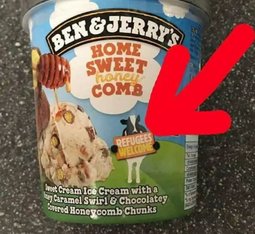 BEN & JERRY'S
HOME
SWEET
honey
COMB
REFUGEES
WELCOME
Sweet Cream Ice Cream with a
Honey Caramel Swirl & Chocolatey
Covered Honeycomb Chunks